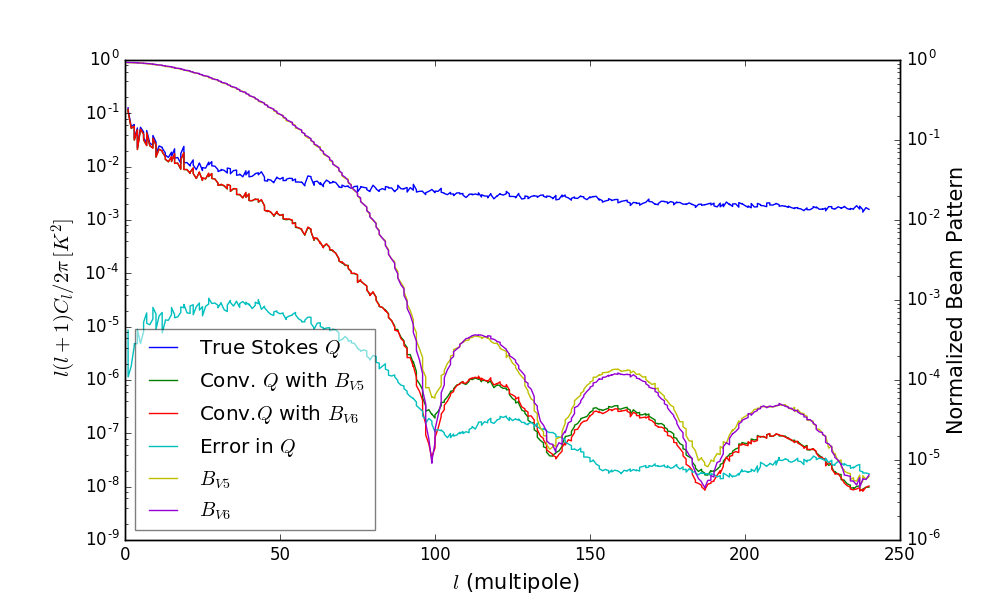 10^0
10^-1
10^-2
10^-3
10^-4
10^-5
10^-6
10^-7
10^-8
10^-9
l(l+1)C_l/2π [K^2]
True Stokes Q
Conv. Q with B_V5
Conv.Q with B_V6
Error in Q
B_V5
B_V6
0 50 100 150 200 250
l (multipole)
10^0
10^-1
10^-2
10^-3
10^-4
10^-5
10^-6
Normalized Beam Pattern